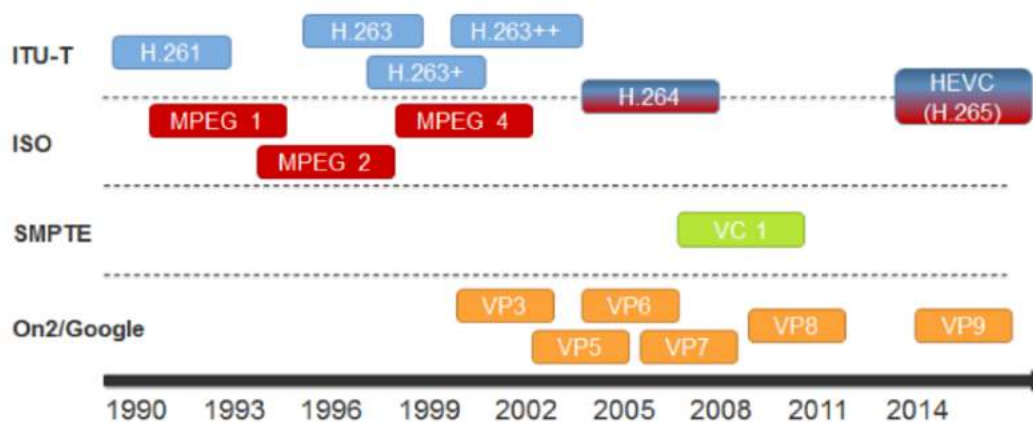 ITU-T
H.261
H.263
H.263+
H.263++
H.264
HEVC
(H.265)
ISO
MPEG 1
MPEG 2
MPEG 4
SMPTE
VC 1
On2/Google
VP3
VP5
VP6
VP7
VP8
VP9
1990 1993 1996 1999 2002 2005 2008 2011 2014